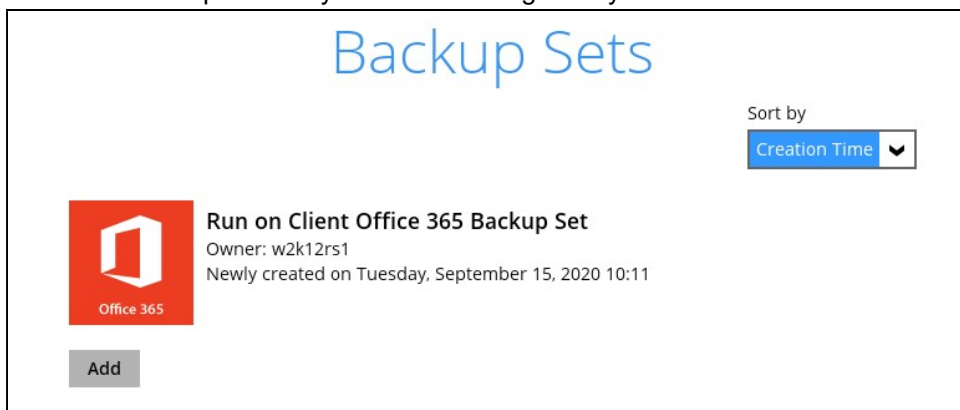 Backup Sets
Sort by
Creation Time
Run on Client Office 365 Backup Set
Owner: w2k12rs1
Newly created on Tuesday, September 15, 2020 10:11
Office 365
Add